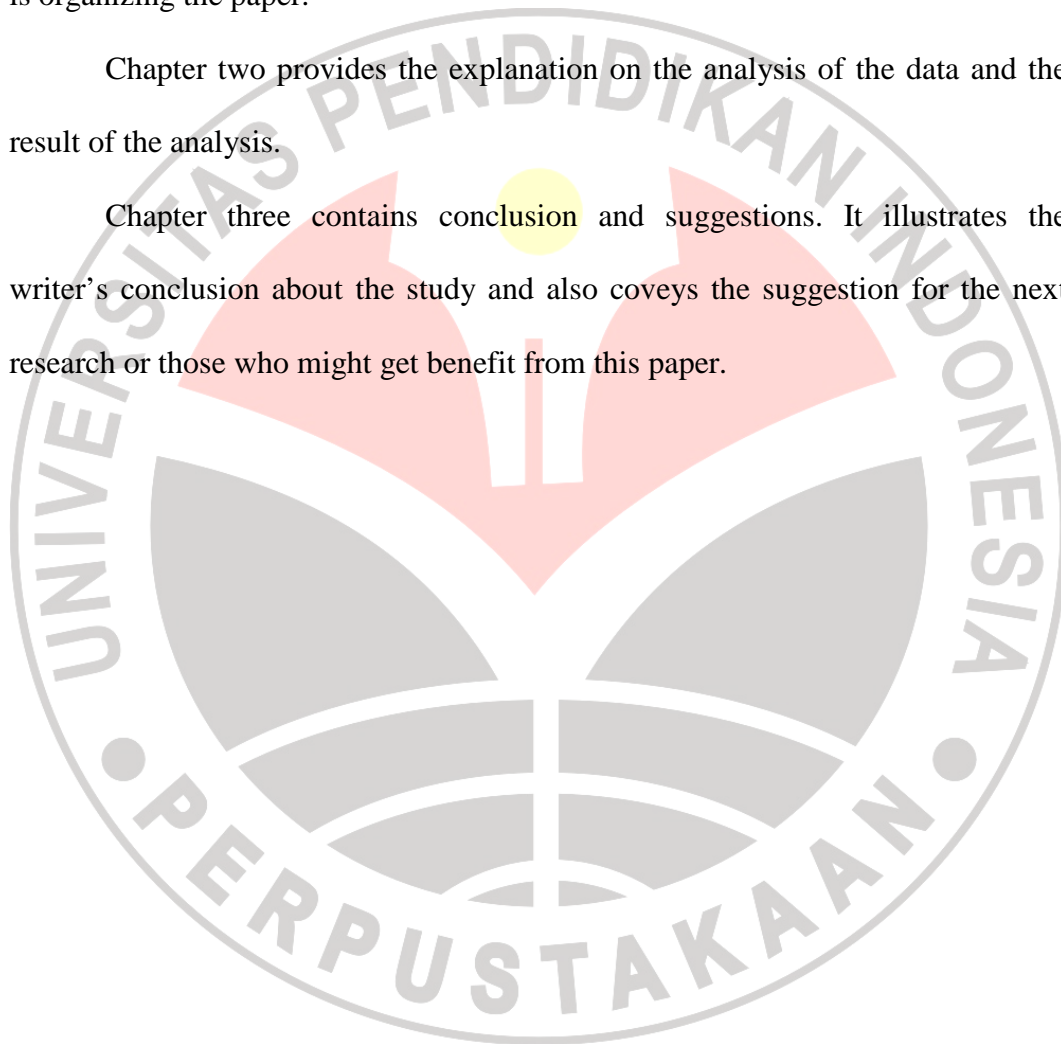 is organizing the paper.
Chapter two provides the explanation on the analysis of the data and the
result of the analysis.
Chapter three contains conclusion and suggestions. It illustrates the
writer’s conclusion about the study and also coveys the suggestion for the next
research or those who might get benefit from this paper.
UNIVERSITAS PENDIDIKAN INDONESIA
PERPUSTAKAAN